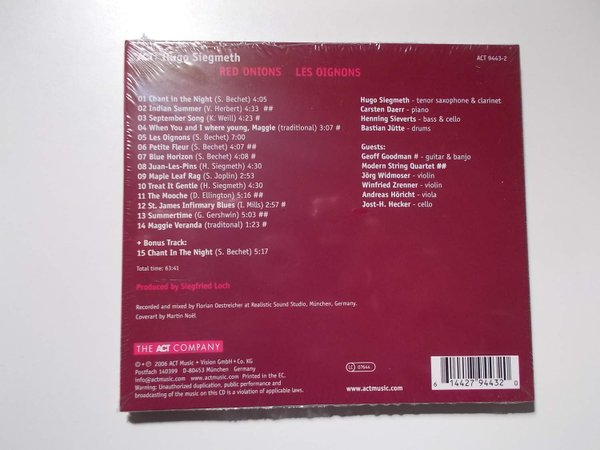 ACT Hugo Siegmeth
ACT 9443-2
RED ONIONS LES OIGNONS
01 Chant in the Night (S. Bechet) 4:05
02 Indian Summer (V. Herbert) 4:33 ##
03 September Song (K. Weill) 4:23 #
04 When You and I where young, Maggie (traditional) 3:07 #
05 Les Oignons (S. Bechet) 7:00
06 Petite Fleur (S. Bechet) 4:45 ##
07 Blue Horizon (S. Bechet) 4:08 #
08 Juan-Les-Pins (H. Siegmeth) 4:30
09 Maple Leaf Rag (S. Joplin) 2:53
10 Treat It Gentle (H. Siegmeth) 4:30
11 The Mooche (D. Ellington) 5:16 ##
12 St. James Infirmary Blues (I. Mills) 2:57 #
13 Summertime (G. Gershwin) 5:03 ##
14 Maggie Veranda (traditonal) 1:23 #
+ Bonus Track:
15 Chant In The Night (S. Bechet) 5:17
Total time: 63:41
Produced by Siegfried Loch
Recorded and mixed by Florian Oestreicher at Realistic Sound Studio, München, Germany.
Coverart by Martin Noël
Hugo Siegmeth - tenor saxophone & clarinet
Carsten Daerr - piano
Henning Sieverts - bass & cello
Bastian Jütte - drums
Guests:
Geoff Goodman # - guitar & banjo
Modern String Quartet ##
Jörg Widmoser - violin
Winfried Zrenner - violin
Andreas Höricht - viola
Jost-H. Hecker - cello
THE ACT COMPANY
© + ℗ 2006 ACT Music + Vision GmbH + Co. KG
Postfach 140399 D-80453 München Germany
info@actmusic.com www.actmusic.com Printed in the EC.
Warning: Unauthorized duplication, public performance and
broadcasting of the music on this CD is a violation of applicable laws.
LC 07644
www.actmusic.com
6 14427 94432 0